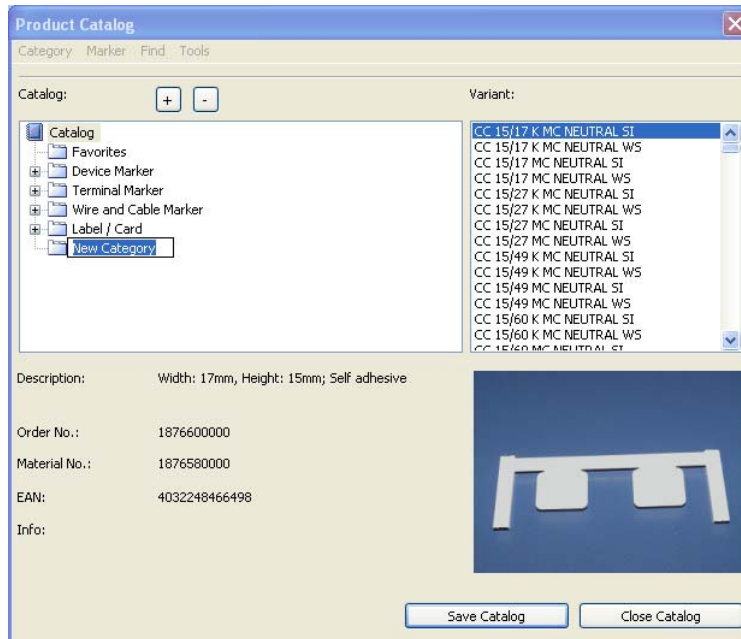 Product Catalog
Category Marker Find Tools
Catalog:
+ -
Variant:
Catalog
Favorites
Device Marker
Terminal Marker
Wire and Cable Marker
Label / Card
New Category
CC 15/17 K MC NEUTRAL SI
CC 15/17 K MC NEUTRAL WS
CC 15/17 MC NEUTRAL SI
CC 15/17 MC NEUTRAL WS
CC 15/27 K MC NEUTRAL SI
CC 15/27 K MC NEUTRAL WS
CC 15/27 MC NEUTRAL SI
CC 15/27 MC NEUTRAL WS
CC 15/49 K MC NEUTRAL SI
CC 15/49 K MC NEUTRAL WS
CC 15/49 MC NEUTRAL SI
CC 15/49 MC NEUTRAL WS
CC 15/60 K MC NEUTRAL SI
CC 15/60 K MC NEUTRAL WS
CC 15/60 MC NEUTRAL SI
Description: Width: 17mm, Height: 15mm; Self adhesive
Order No.: 1876600000
Material No.: 1876580000
EAN: 4032248466498
Info:
Save Catalog
Close Catalog